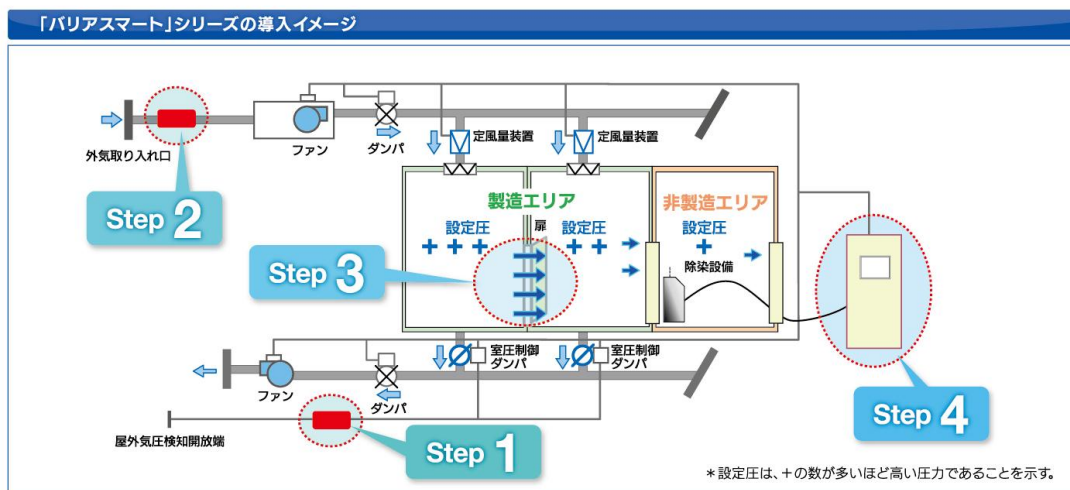 「バリアスマート」シリーズの導入イメージ
外気取り入れ口
ファン
ダンパ
定風量装置
定風量装置
Step 2
製造エリア
非製造エリア
設定圧
+++
扉
設定圧
++
設定圧
+
除染設備
Step 3
室圧制御
ダンパ
室圧制御
ダンパ
ファン
ダンパ
Step 4
屋外気圧検知開放端
Step 1
*設定圧は、+の数が多いほど高い圧力であることを示す。